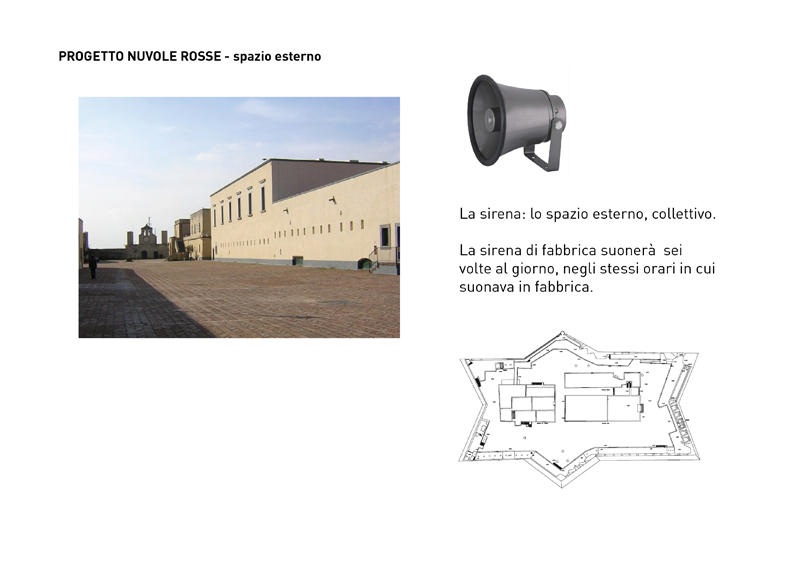 PROGETTO NUVOLE ROSSE - spazio esterno
La sirena: lo spazio esterno, collettivo.
La sirena di fabbrica suonerà  sei
volte al giorno, negli stessi orari in cui
suonava in fabbrica.